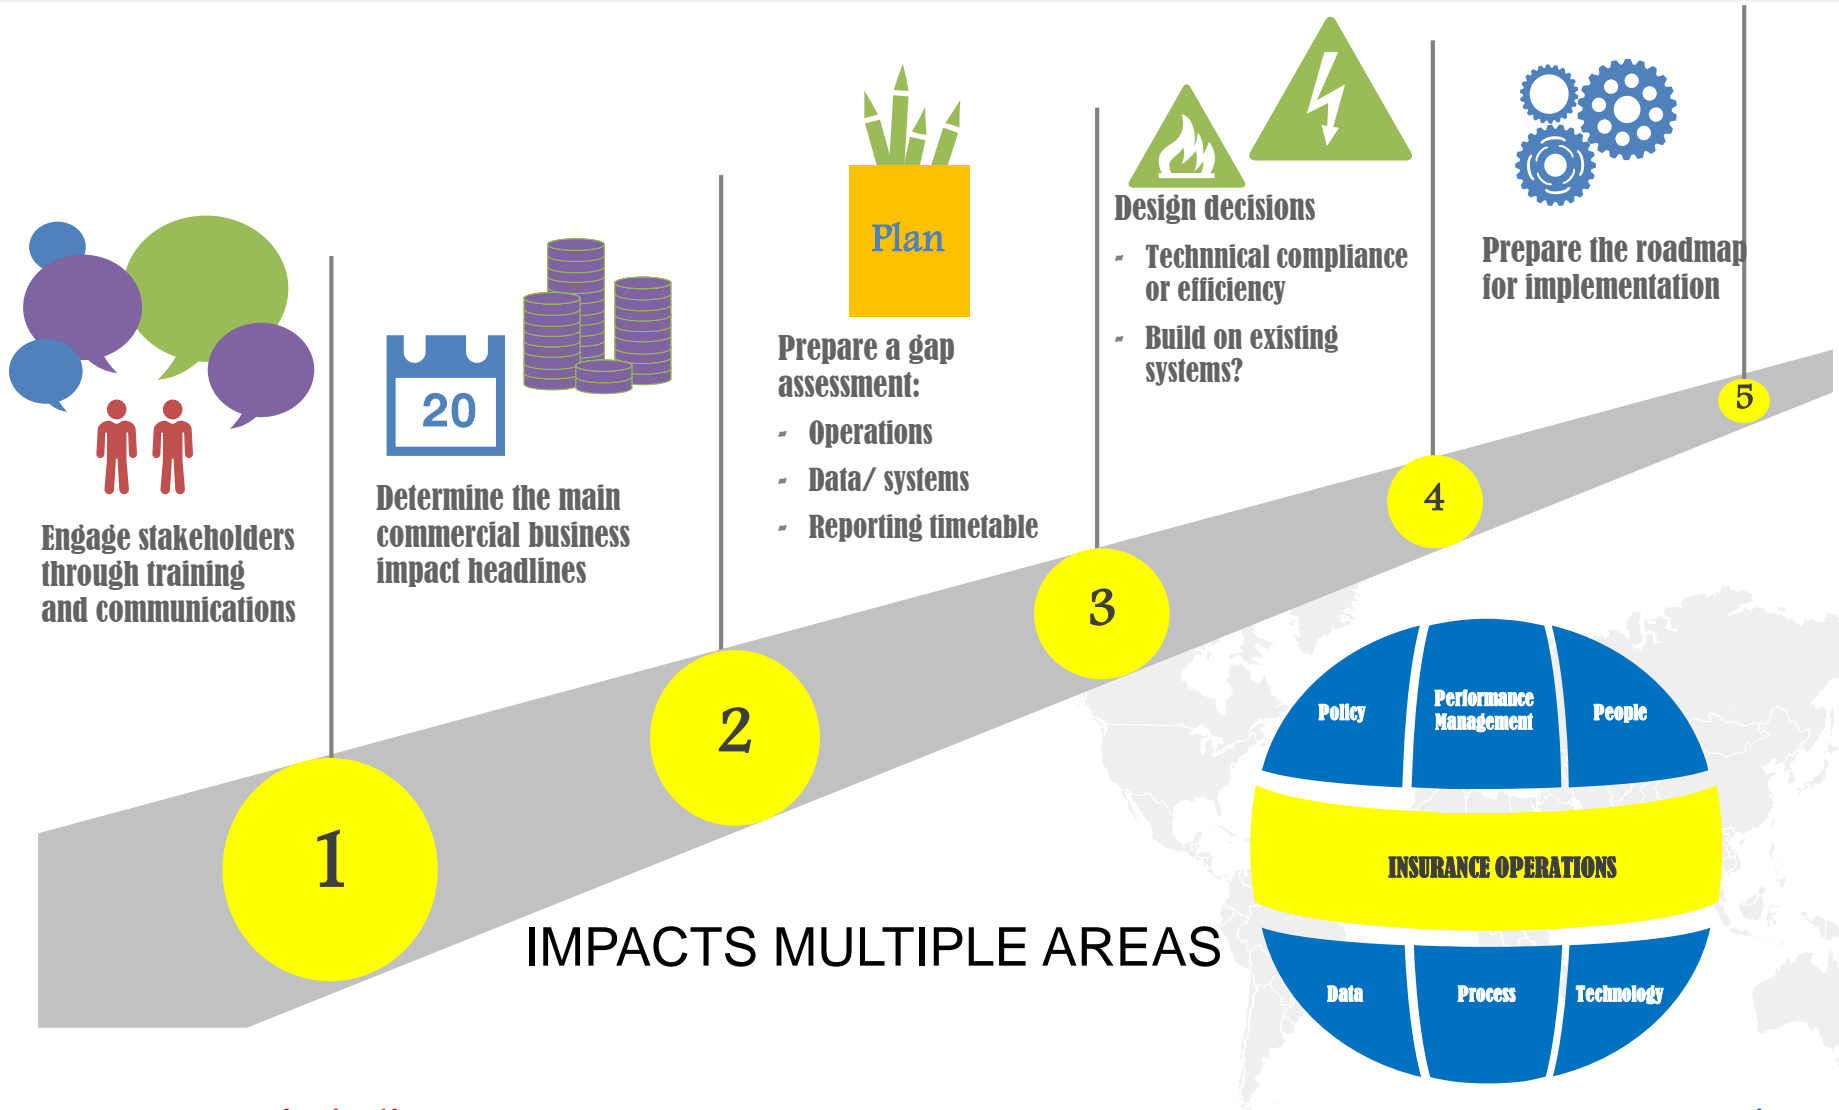 Engage stakeholders
through training
and communications
20
Determine the main
commercial business
impact headlines
Plan
Prepare a gap
assessment:
- Operations
- Data/ systems
- Reporting timetable
Design decisions
- Technnical compliance
or efficiency
- Build on existing
systems?
Prepare the roadmap
for implementation
1
2
3
4
5
IMPACTS MULTIPLE AREAS
Policy
Performance
Management
People
INSURANCE OPERATIONS
Data
Process
Technology